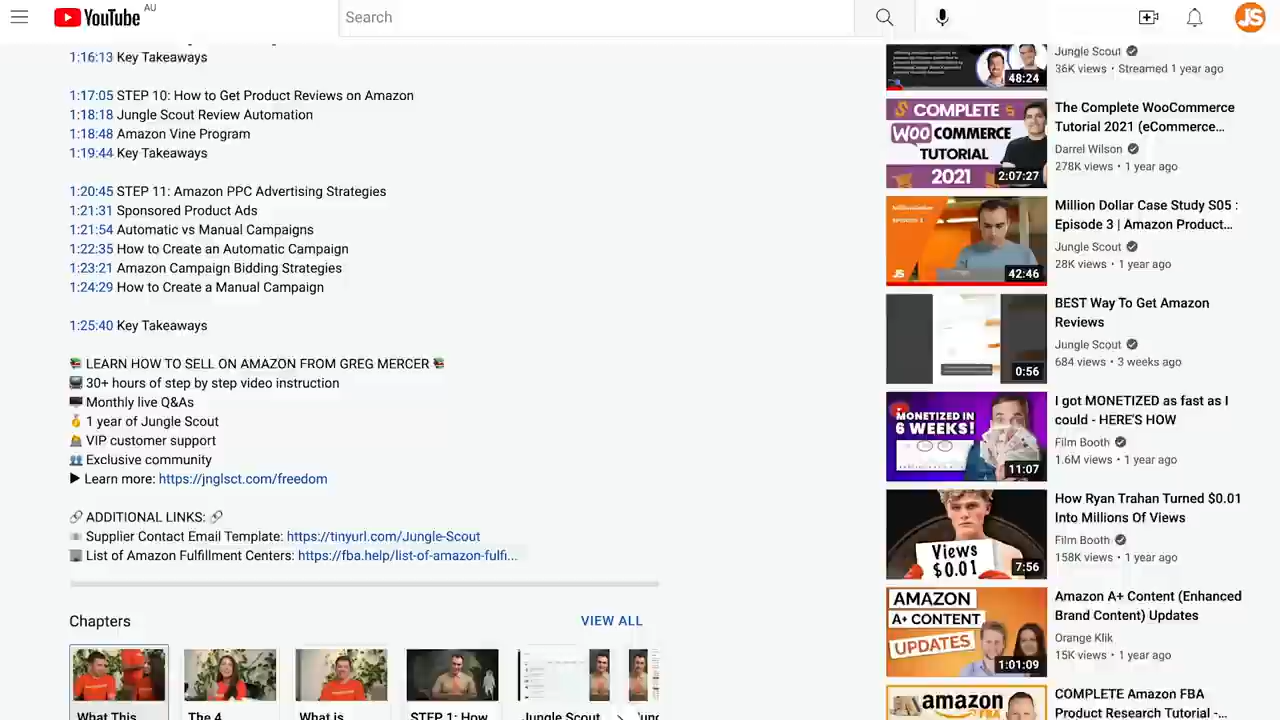 AU
YouTube
Search
JS
1:16:13 Key Takeaways
1:17:05 STEP 10: How to Get Product
on
1:18:18 Jungle Scout Review Automation
1:18:48 Amazon Vine Program
1:19:44 Key Takeaways
1:20:45 STEP 11: Amazon PPC Advertising Strategies
1:21:31 Sponsored Product Ads
1:21:54 Automatic vs Manual Campaigns
1:22:35 How to Create an Automatic Campaign
1:23:21 Amazon Campaign Bidding Strategies
1:24:29 How to Create a Manual Campaign
1:25:40 Key Takeaways
LEARN HOW TO SELL ON AMAZON FROM GREG MERCER
30+ hours of step by step video instruction
Monthly live Q&As
1 year of Jungle Scout
VIP customer support
Exclusive community
Learn more: https://jnglsct.com/freedom
ADDITIONAL LINKS:
Supplier Contact Email Template: https://tinyurl.com/Jungle-Scout
List of Amazon Fulfillment Centers: https://fba.help/list-of-amazon-fulfi...
Chapters
VIEW ALL
What This
The 4
is
STEP 1: How
Jungle Scout
48:24
Jungle Scout
Streamed
ago
COMPLETE
WOO COMMERCE
TUTORIAL
2021
2:07:27
The Complete WooCommerce
Tutorial 2021 (eCommerce...
Darrel Wilson
278K views • 1 year ago
EPISODE 3
JS
42:46
Million Dollar Case Study S05 :
Episode 3 | Amazon Product...
Jungle Scout
28K views • 1 year ago
0:56
BEST Way To Get Amazon
Reviews
Jungle Scout
684 views • 3 weeks ago
MONETIZED IN
6 WEEKS!
11:07
I got MONETIZED as fast as I
could - HERE'S HOW
Film Booth
1.6M views • 1 year ago
Views
$0.01
7:56
How Ryan Trahan Turned $0.01
Into Millions Of Views
Film Booth
158K views • 1 year ago
AMAZON
A+ CONTENT
UPDATES
1:01:09
Amazon A+ Content (Enhanced
Brand Content) Updates
Orange Klik
15K views • 1 year ago
amazon
FBA
COMPLETE Amazon FBA
Product Research Tutorial -...